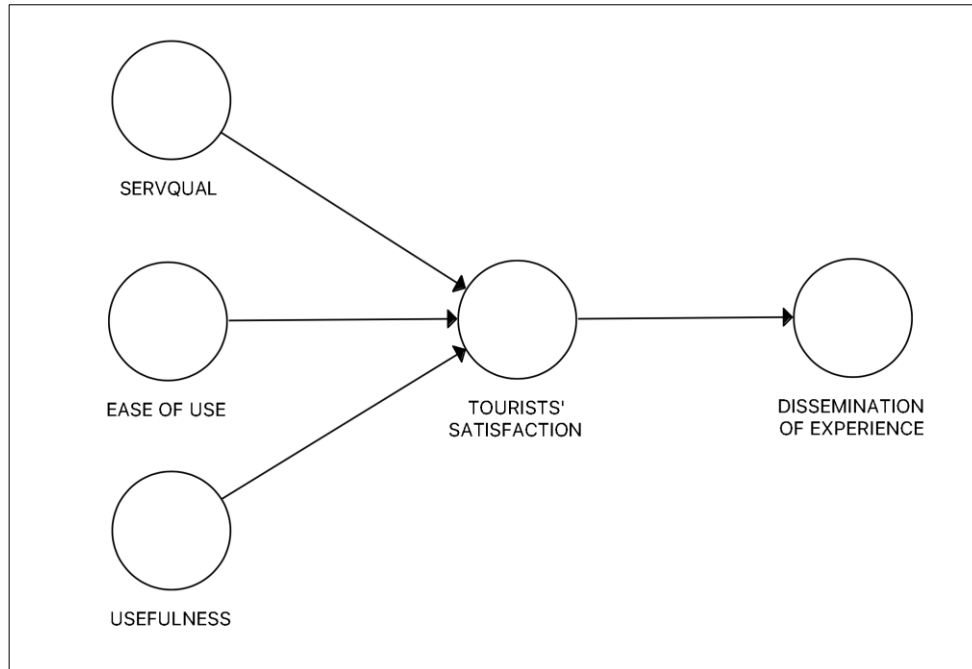 SERVQUAL
EASE OF USE
USEFULNESS
TOURISTS'
SATISFACTION
DISSEMINATION
OF EXPERIENCE